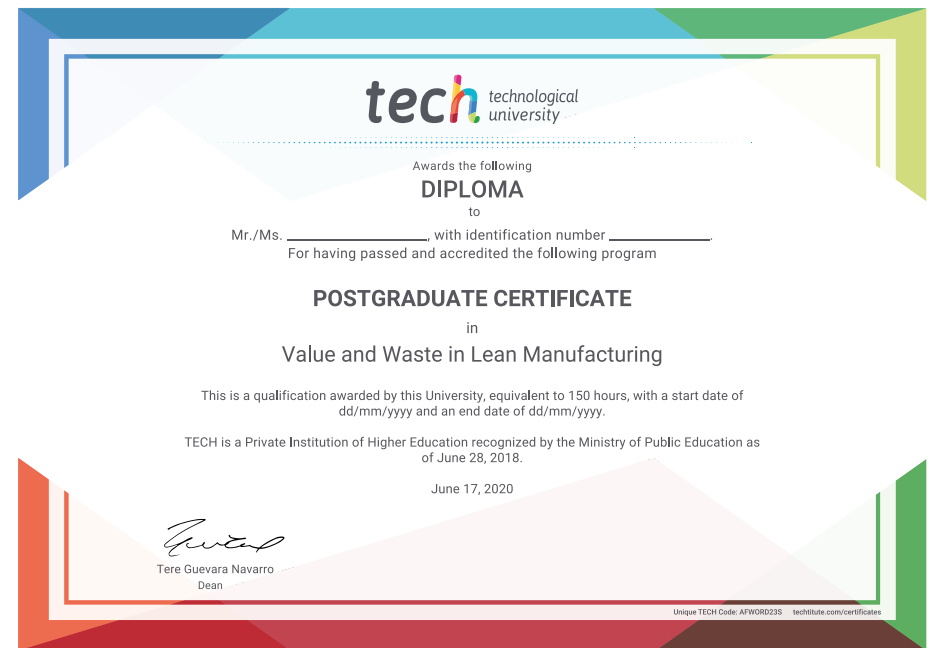 tech technological
university
Awards the following
DIPLOMA
to
Mr./Ms. ____________________, with identification number ______________.
For having passed and accredited the following program
POSTGRADUATE CERTIFICATE
in
Value and Waste in Lean Manufacturing
This is a qualification awarded by this University, equivalent to 150 hours, with a start date of
dd/mm/yyyy and an end date of dd/mm/yyyy.
TECH is a Private Institution of Higher Education recognized by the Ministry of Public Education as
of June 28, 2018.
June 17, 2020
Tere Guevara Navarro
Dean
Unique TECH Code: AFWORD23S techtitute.com/certificates